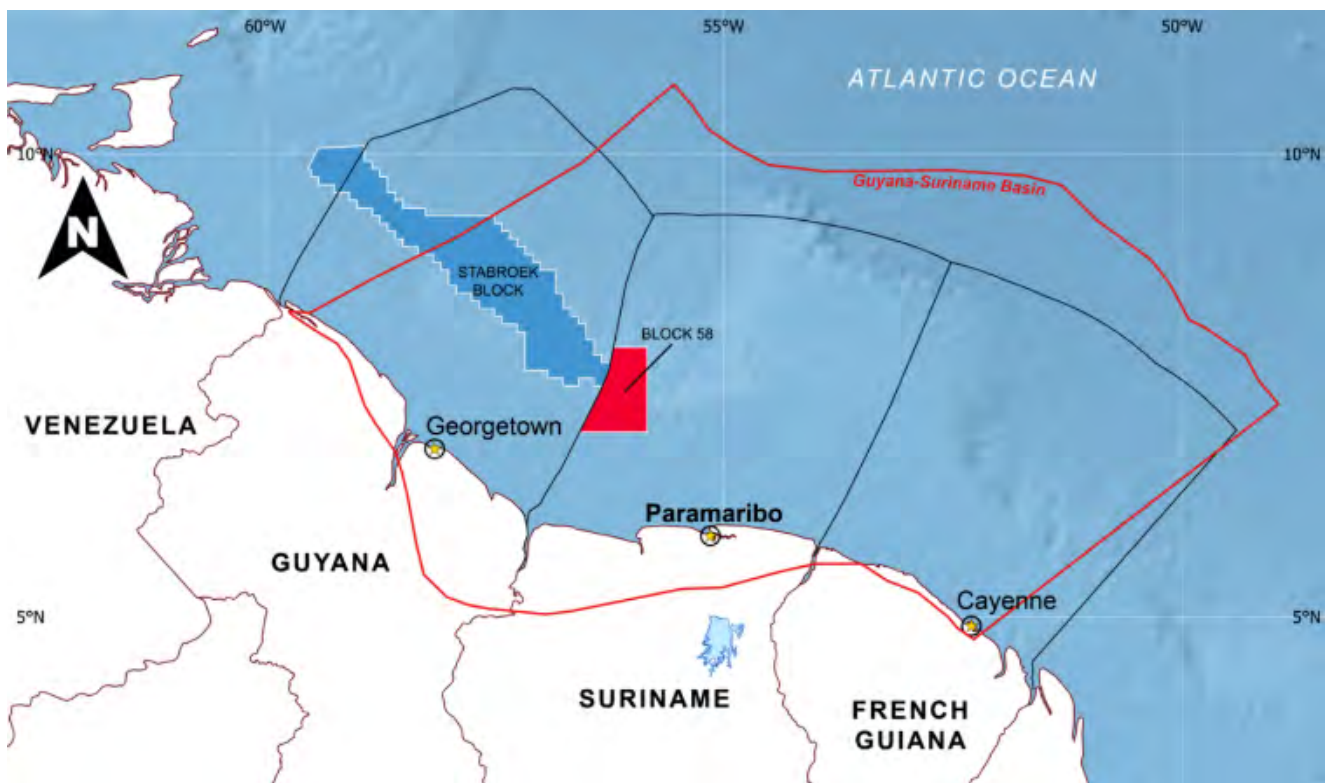 60°W
55°W
50°W
ATLANTIC OCEAN
10°N
10°N
Guyana-Suriname Basin
N
STABROEK
BLOCK
BLOCK 58
VENEZUELA
Georgetown
Paramaribo
GUYANA
Cayenne
5°N
5°N
SURINAME
FRENCH
GUIANA